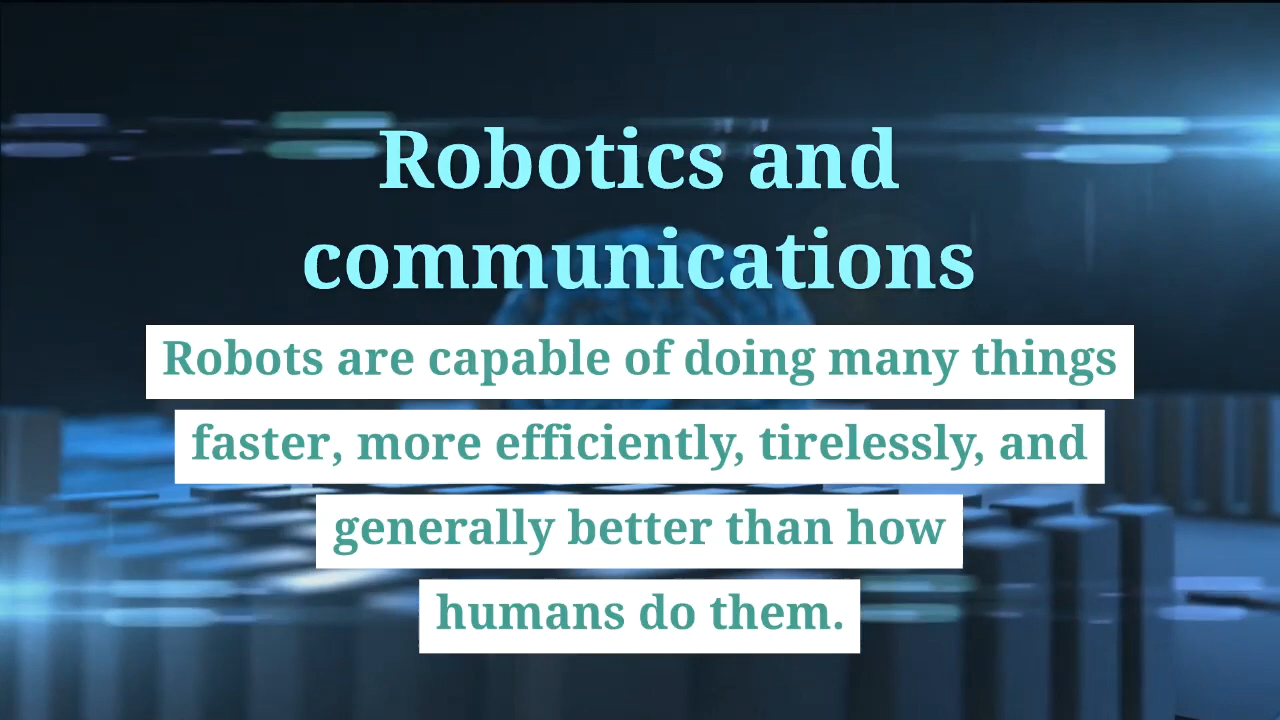 Robotics and
communications
Robots are capable of doing many things
faster, more efficiently, tirelessly, and
generally better than how
humans do them.